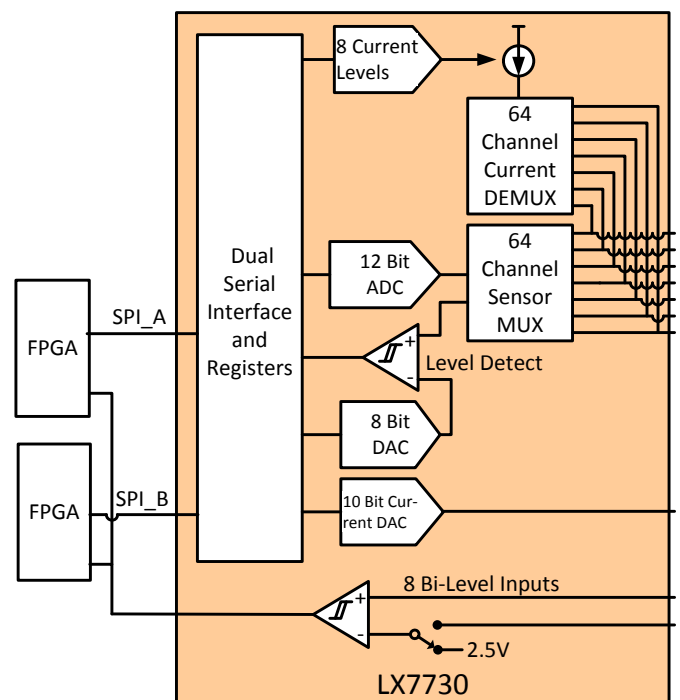 8 Current
Levels
64
Channel
Current
DEMUX
Dual
Serial
Interface
and
Registers
12 Bit
ADC
64
Channel
Sensor
MUX
FPGA
SPI_A
+
-
Level Detect
8 Bit
DAC
FPGA
SPI_B
10 Bit Cur-
rent DAC
8 Bi-Level Inputs
+
-
2.5V
LX7730